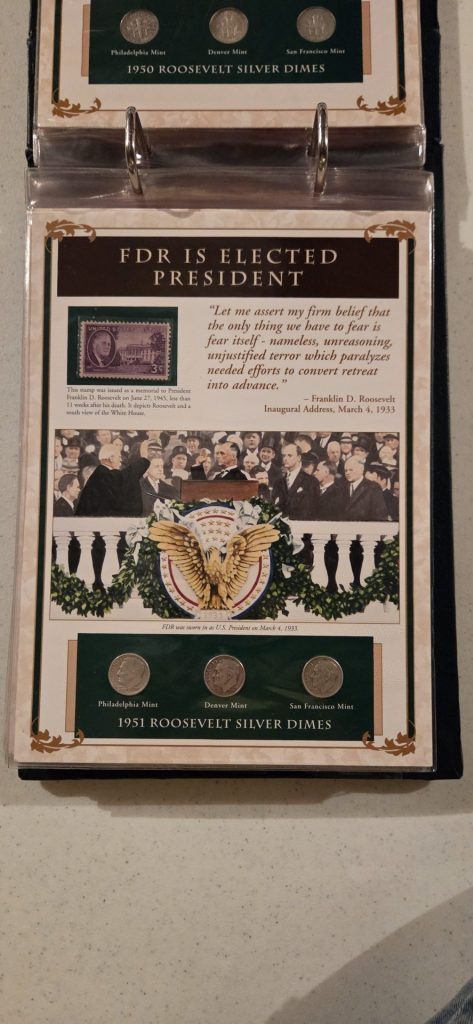 Philadelphia Mint
Denver Mint
San Francisco Mint
1950 ROOSEVELT SILVER DIMES
FDR IS ELECTED
PRESIDENT
UNITED STATES
3¢
This stamp was issued as a memorial to President
Franklin D. Roosevelt on June 27, 1945, less than
11 weeks after his death. It depicts Roosevelt and a
south view of the White House.
"Let me assert my firm belief that
the only thing we have to fear is
fear itself - nameless, unreasoning,
unjustified terror which paralyzes
needed efforts to convert retreat
into advance."
– Franklin D. Roosevelt
Inaugural Address, March 4, 1933
1933
FDR was sworn in as U.S. President on March 4, 1933.
Philadelphia Mint
Denver Mint
San Francisco Mint
1951 ROOSEVELT SILVER DIMES